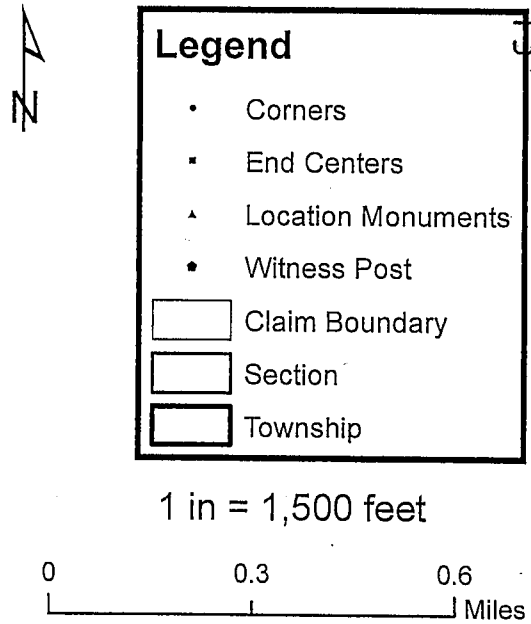 N
Legend
Corners
End Centers
Location Monuments
Witness Post
Claim Boundary
Section
Township
1 in = 1,500 feet
0 0.3 0.6
Miles